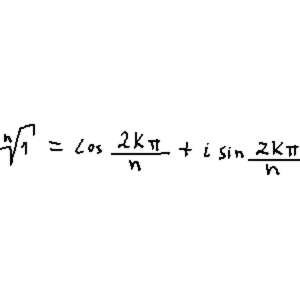 ⁿ√1 = cos 2kπ/n + i sin 2kπ/n